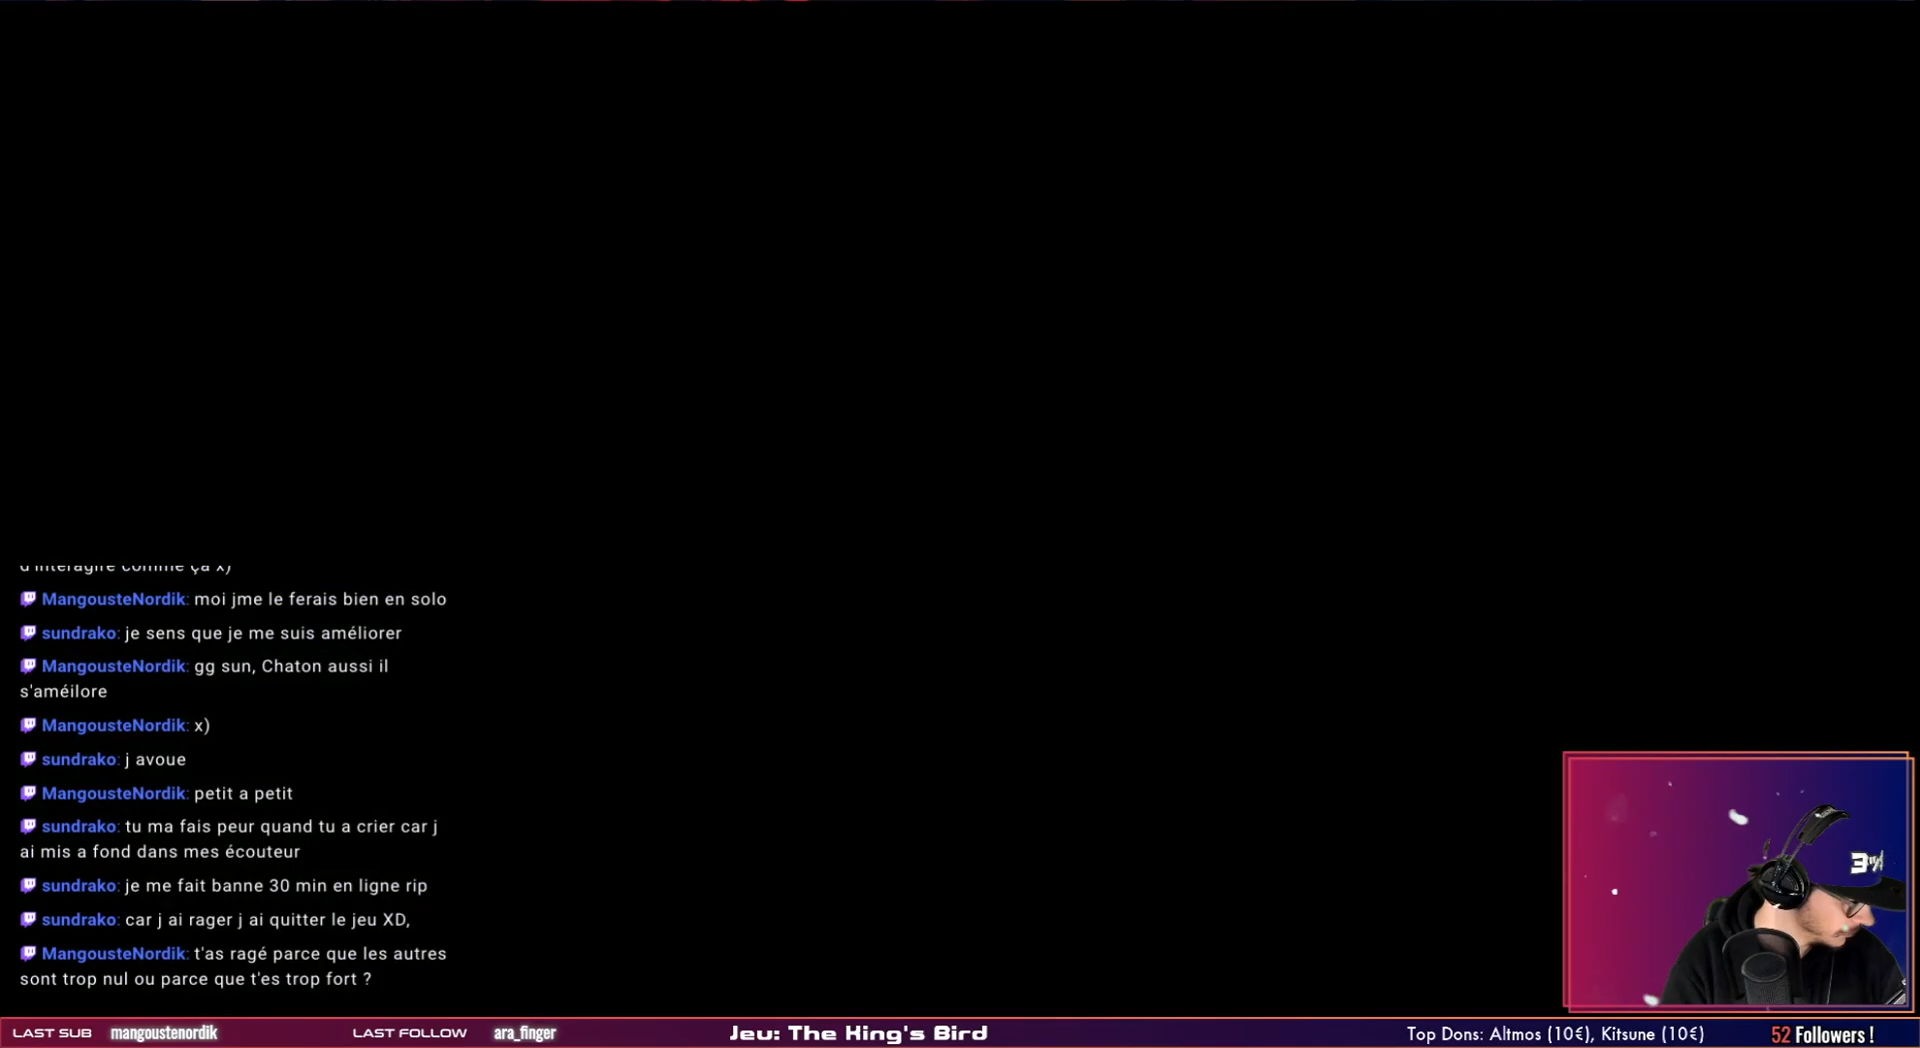 d'intéragire comme ça x)
MangousteNordik: moi jme le ferais bien en solo
sundrako: je sens que je me suis améliorer
MangousteNordik: gg sun, Chaton aussi il
s'améilore
MangousteNordik: x)
sundrako: j avoue
MangousteNordik: petit a petit
sundrako: tu ma fais peur quand tu a crier car j
ai mis a fond dans mes écouteur
sundrako: je me fait banne 30 min en ligne rip
sundrako: car j ai rager j ai quitter le jeu XD,
MangousteNordik: t'as ragé parce que les autres
sont trop nul ou parce que t'es trop fort ?
LAST SUB mangoustenordik LAST FOLLOW ara_finger Jeu: The King's Bird Top Dons: Altmos (10€), Kitsune (10€) 52 Followers !